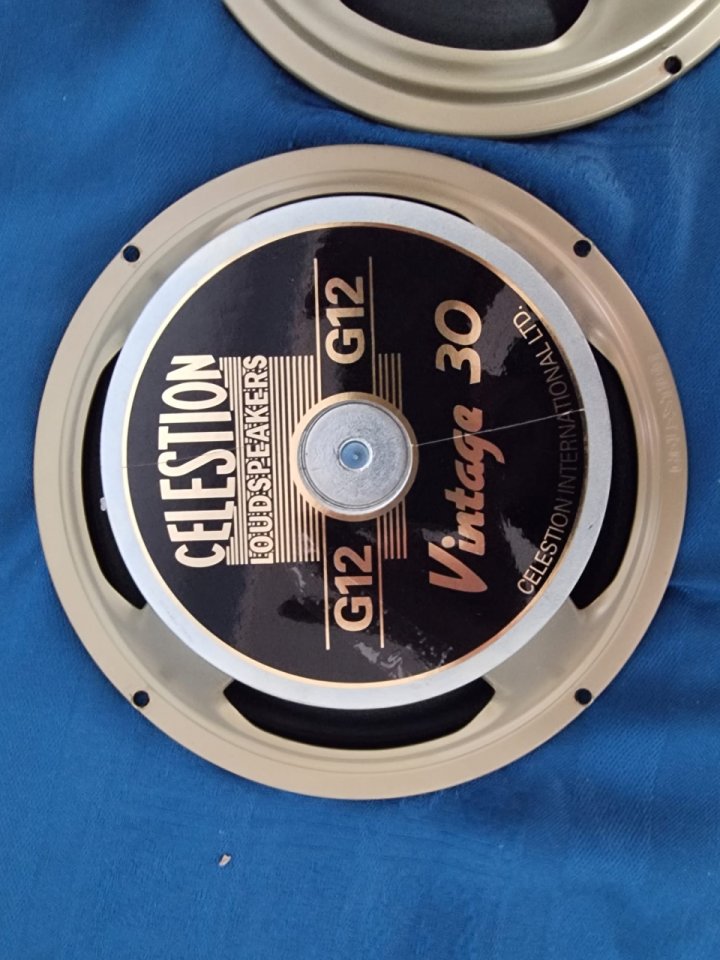 CELESTION
LOUDSPEAKERS
G12 G12
Vintage 30
CELESTION INTERNATIONAL LTD.